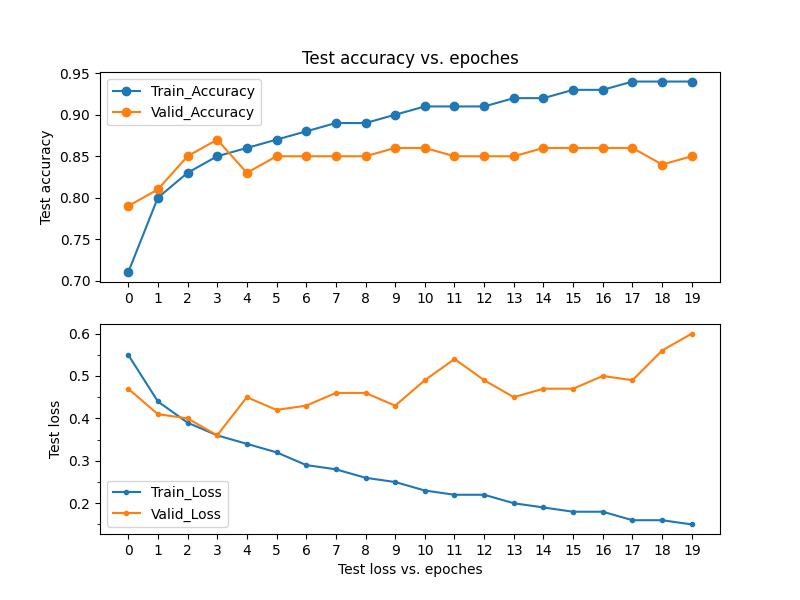 Test accuracy vs. epoches
Test accuracy
0.95
0.90
0.85
0.80
0.75
0.70
Train_Accuracy
Valid_Accuracy
0 1 2 3 4 5 6 7 8 9 10 11 12 13 14 15 16 17 18 19
Test loss
0.6
0.5
0.4
0.3
0.2
Train_Loss
Valid_Loss
0 1 2 3 4 5 6 7 8 9 10 11 12 13 14 15 16 17 18 19
Test loss vs. epoches